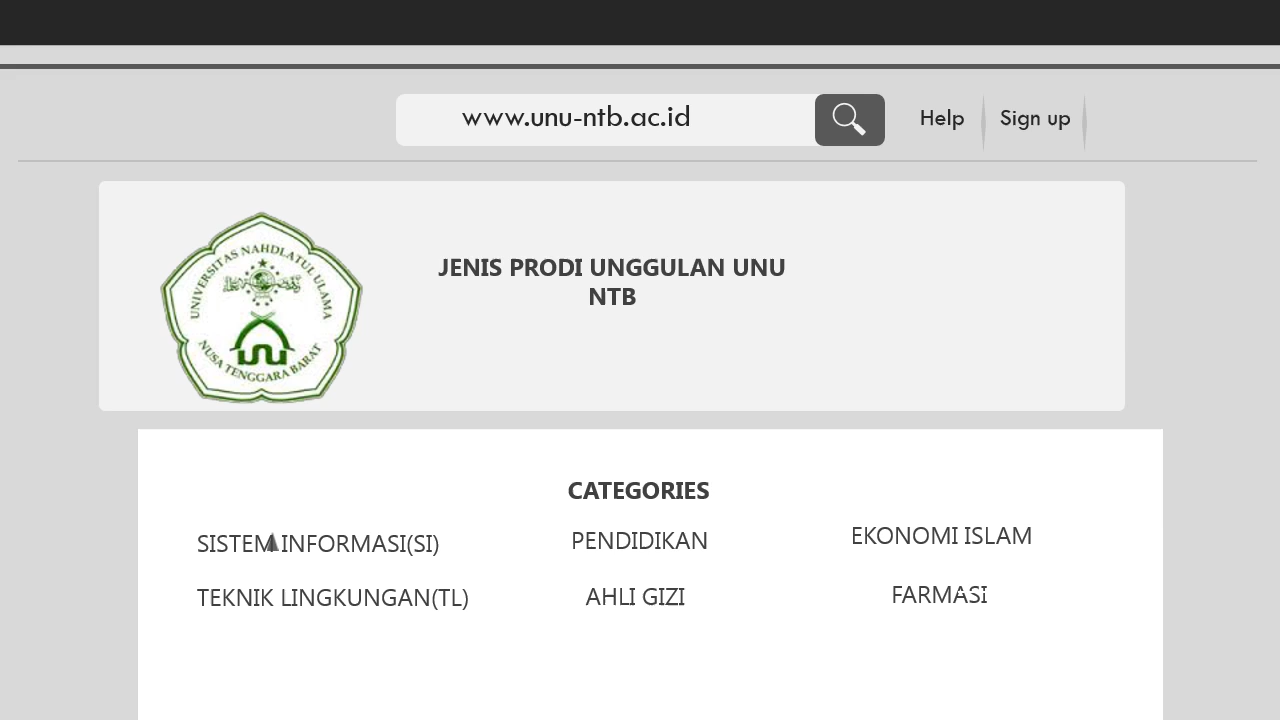 www.unu-ntb.ac.id
Help
Sign up
UNIVERSITAS NAHDLATUL ULAMA
unu
NUSA TENGGARA BARAT
JENIS PRODI UNGGULAN UNU
NTB
CATEGORIES
SISTEM INFORMASI(SI)
PENDIDIKAN
EKONOMI ISLAM
TEKNIK LINGKUNGAN(TL)
AHLI GIZI
FARMASI